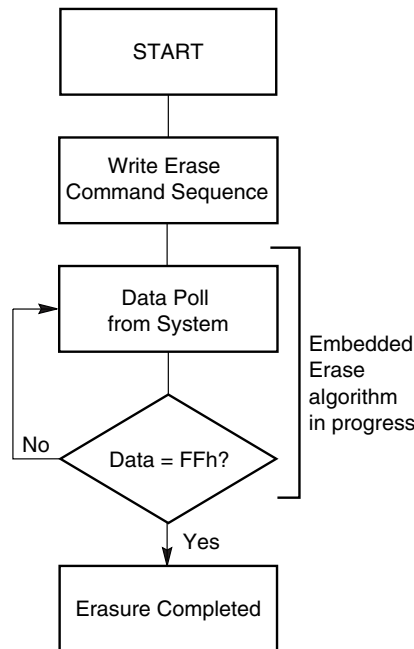 START
Write Erase
Command Sequence
Data Poll
from System
Embedded
Erase
algorithm
in progress
No
Data = FFh?
Yes
Erasure Completed